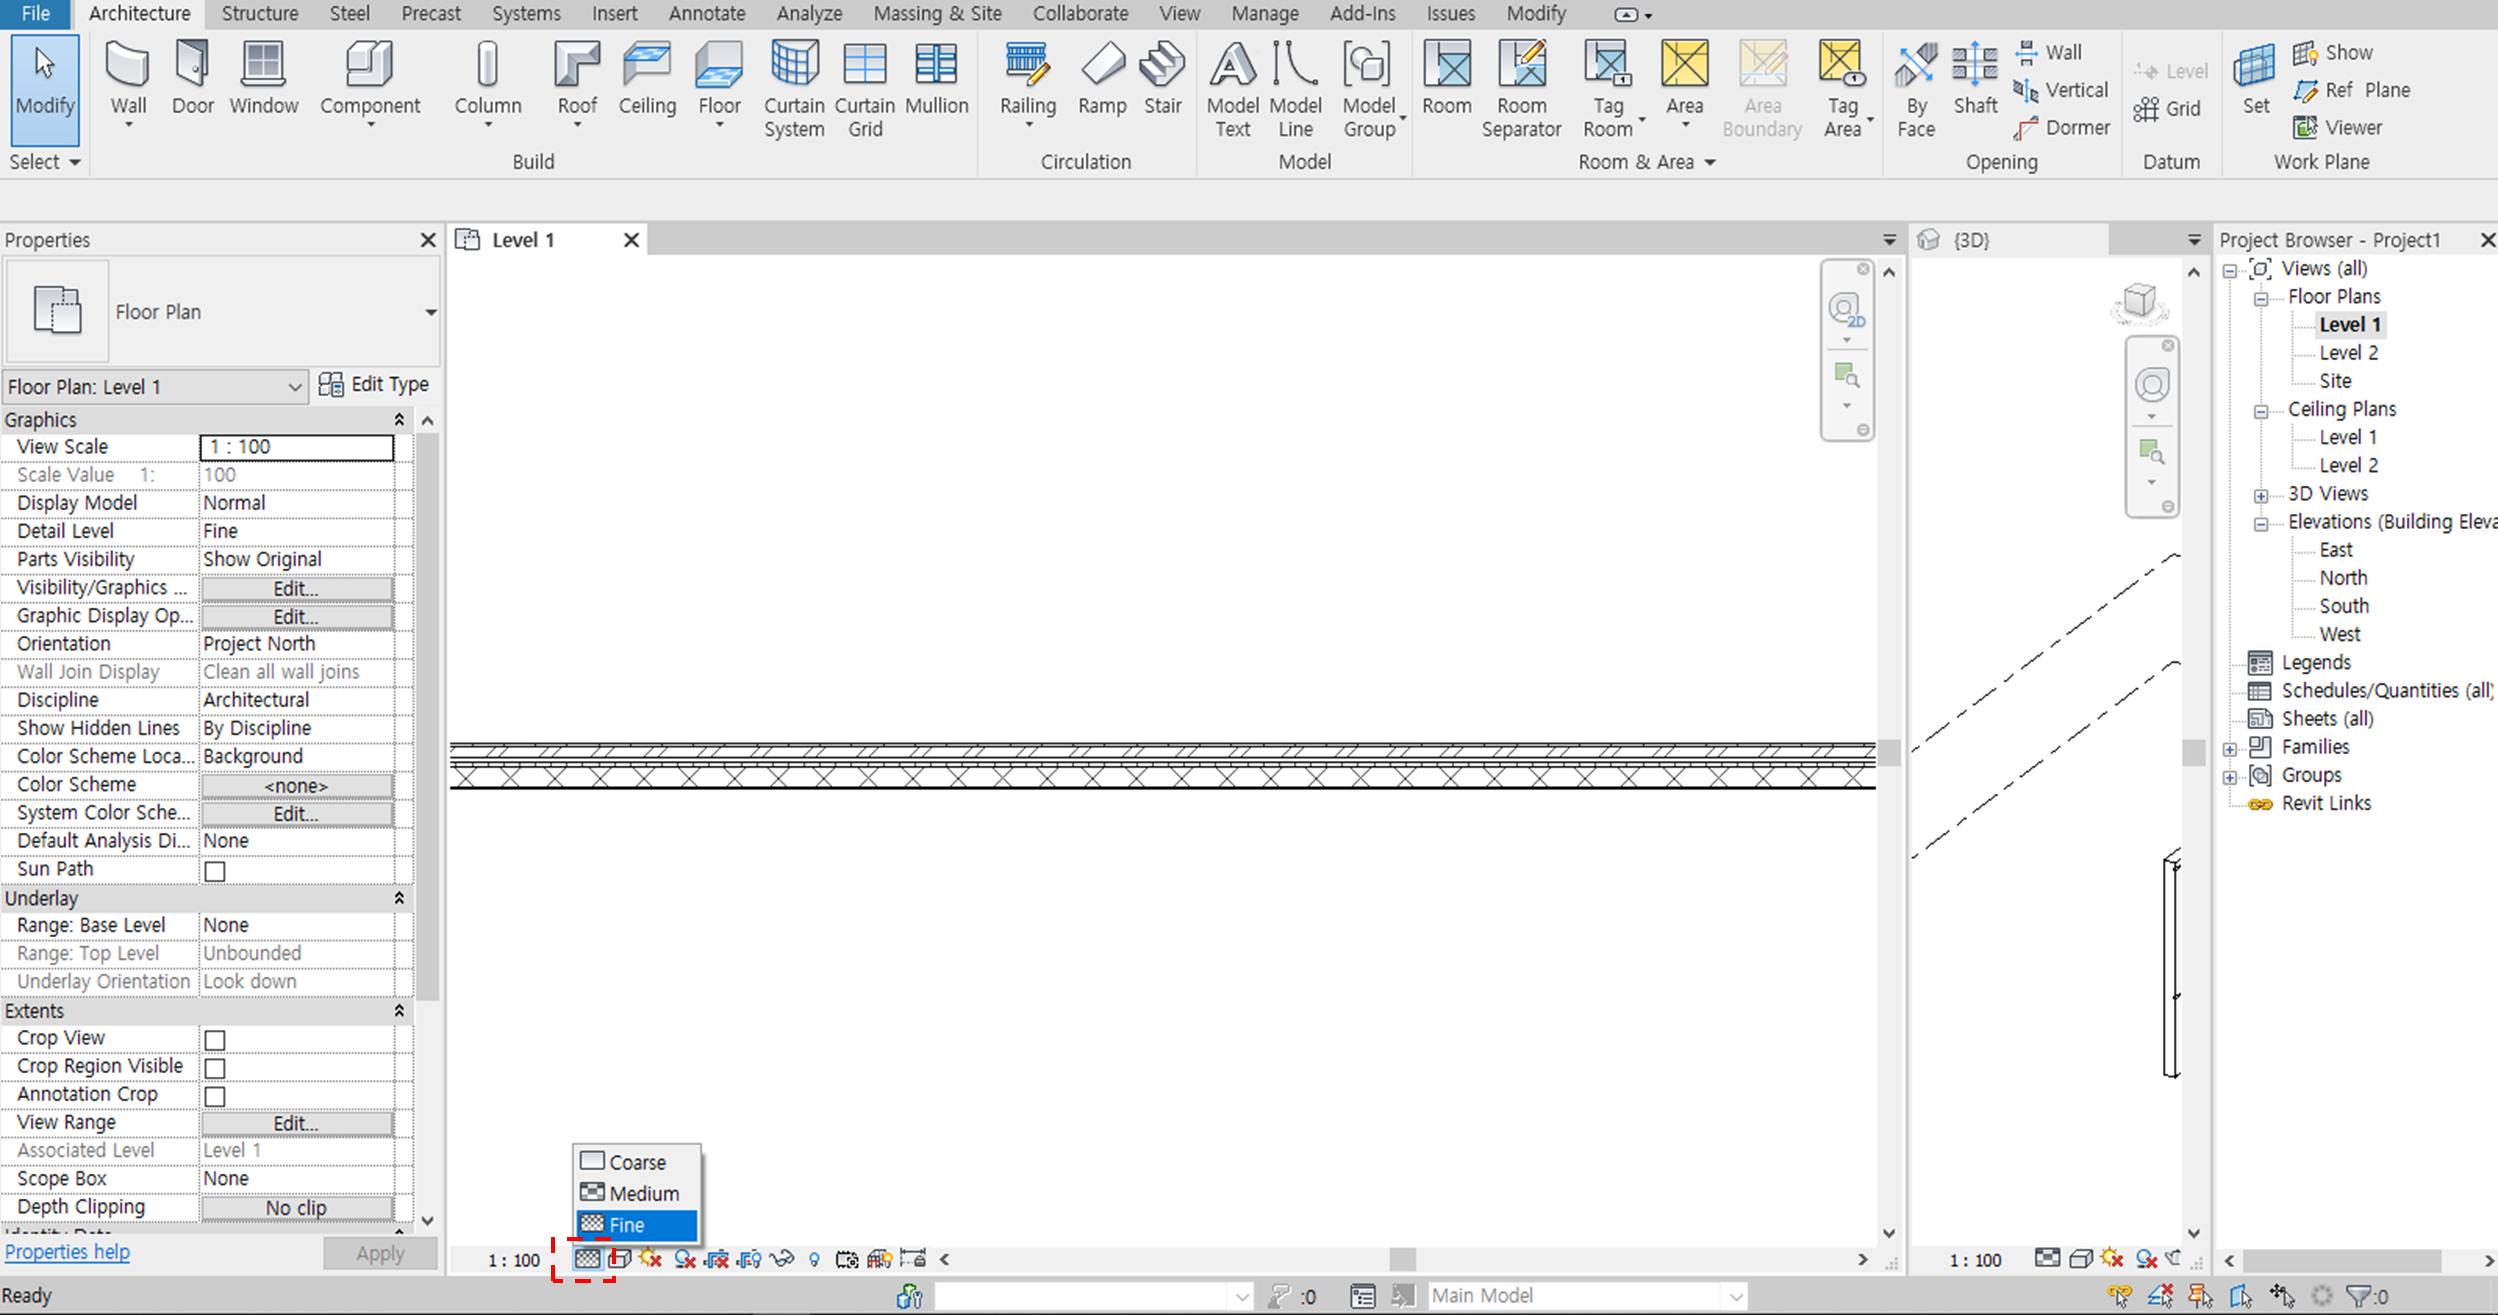 File Architecture Structure Steel Precast Systems Insert Annotate Analyze Massing & Site Collaborate View Manage Add-Ins Issues Modify
Modify
Wall
Door
Window
Component
Column
Roof
Ceiling
Floor
Curtain System
Curtain Grid
Mullion
Railing
Ramp
Stair
Model Text
Model Line
Model Group
Room
Room Separator
Tag Room
Area
Area Boundary
Tag Area
By Face
Shaft
Wall
Vertical
Dormer
Level
Grid
Set
Show
Ref Plane
Viewer
Select
Build
Circulation
Model
Room & Area
Opening
Datum
Work Plane
Properties
Floor Plan
Floor Plan: Level 1
Edit Type
Graphics
View Scale 1 : 100
Scale Value 1: 100
Display Model Normal
Detail Level Fine
Parts Visibility Show Original
Visibility/Graphics ... Edit...
Graphic Display Op... Edit...
Orientation Project North
Wall Join Display Clean all wall joins
Discipline Architectural
Show Hidden Lines By Discipline
Color Scheme Loca... Background
Color Scheme <none>
System Color Sche... Edit...
Default Analysis Di... None
Sun Path
Underlay
Range: Base Level None
Range: Top Level Unbounded
Underlay Orientation Look down
Extents
Crop View
Crop Region Visible
Annotation Crop
View Range Edit...
Associated Level Level 1
Scope Box None
Depth Clipping No clip
Properties help
Apply
Level 1
2D
Coarse
Medium
Fine
1 : 100
{3D}
1 : 100
Project Browser - Project1
Views (all)
Floor Plans
Level 1
Level 2
Site
Ceiling Plans
Level 1
Level 2
3D Views
Elevations (Building Eleva
East
North
South
West
Legends
Schedules/Quantities (all)
Sheets (all)
Families
Groups
Revit Links
Ready
:0
Main Model
:0